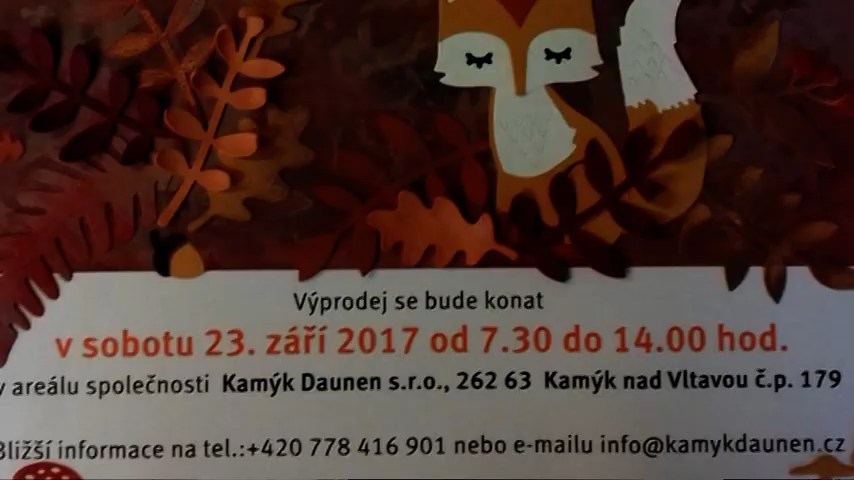 Výprodej se bude konat
v sobotu 23. září 2017 od 7.30 do 14.00 hod.
v areálu společnosti Kamýk Daunen s.r.o., 262 63 Kamýk nad Vltavou č.p. 179
Bližší informace na tel.:+420 778 416 901 nebo e-mailu info@kamykdaunen.cz